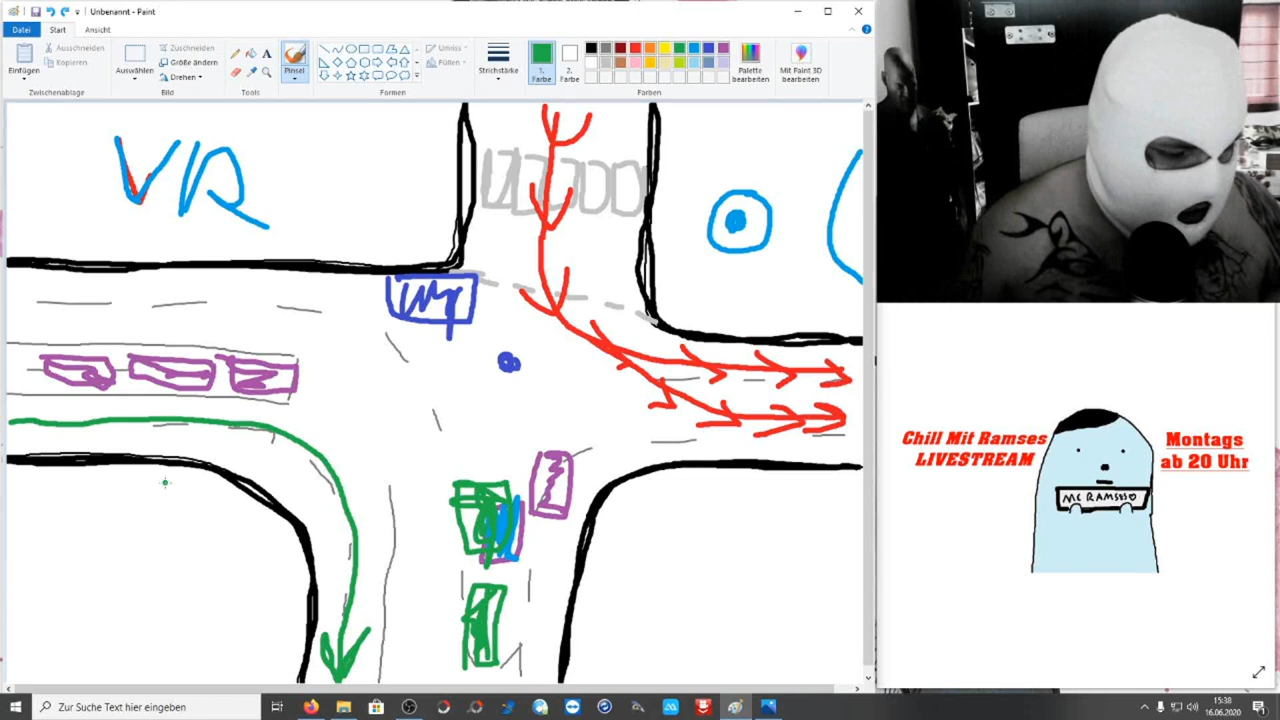 Unbenannt - Paint
Datei
Start
Ansicht
Einfügen
Ausschneiden
Kopieren
Zwischenablage
Auswählen
Zuschneiden
Größe ändern
Drehen
Bild
A
Tools
Pinsel
Umriss
Füllen
Formen
Strichstärke
1. Farbe
2. Farbe
Palette bearbeiten
Mit Paint 3D bearbeiten
Farben
VR
Chill Mit Ramses
LIVESTREAM
Montags
ab 20 Uhr
MC RAMSES
Zur Suche Text hier eingeben
15:38
16.06.2020